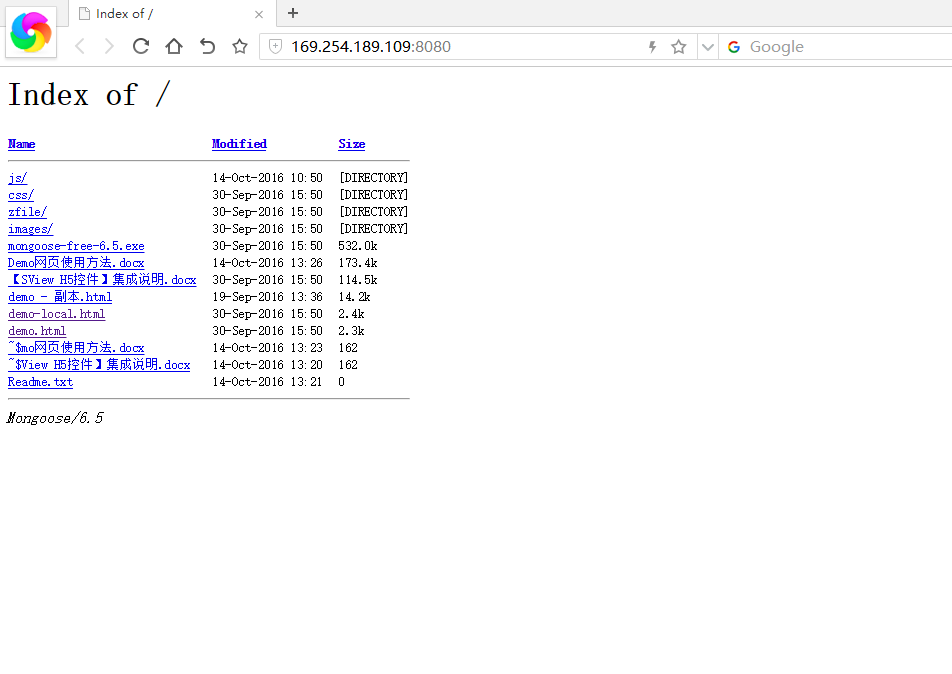 Index of /
169.254.189.109:8080
Google
Index of /
Name Modified Size
js/ 14-Oct-2016 10:50 [DIRECTORY]
css/ 30-Sep-2016 15:50 [DIRECTORY]
zfile/ 30-Sep-2016 15:50 [DIRECTORY]
images/ 30-Sep-2016 15:50 [DIRECTORY]
mongoose-free-6.5.exe 30-Sep-2016 15:50 532.0k
Demo网页使用方法.docx 14-Oct-2016 13:26 173.4k
【SView H5控件】集成说明.docx 30-Sep-2016 15:50 114.5k
demo - 副本.html 19-Sep-2016 13:36 14.2k
demo-local.html 30-Sep-2016 15:50 2.4k
demo.html 30-Sep-2016 15:50 2.3k
~$mo网页使用方法.docx 14-Oct-2016 13:23 162
~$View H5控件】集成说明.docx 14-Oct-2016 13:20 162
Readme.txt 14-Oct-2016 13:21 0
Mongoose/6.5